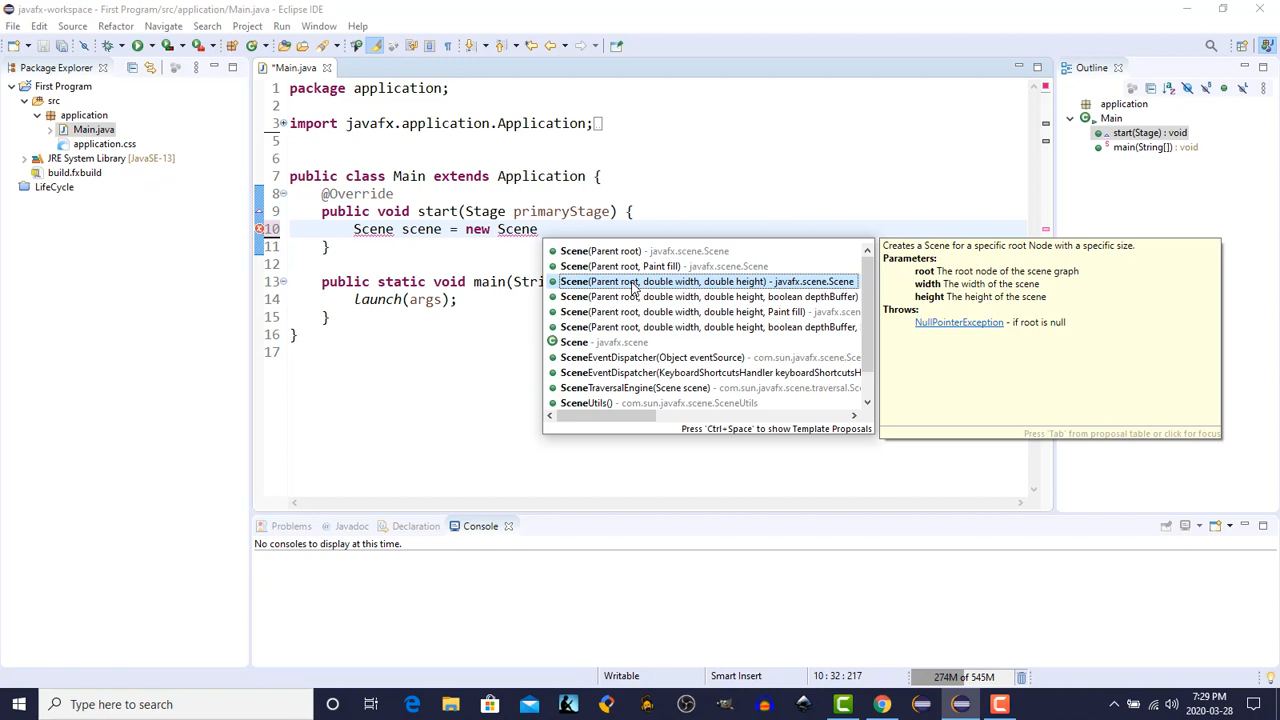 javafx-workspace - First Program/src/application/Main.java - Eclipse IDE
File Edit Source Refactor Navigate Search Project Run Window Help
Package Explorer
*Main.java
Outline
First Program
src
application
Main.java
application.css
JRE System Library [JavaSE-13]
build.fxbuild
LifeCycle
1 package application;
2
3 import javafx.application.Application;
5
6
7 public class Main extends Application {
8 @Override
9 public void start(Stage primaryStage) {
10 Scene scene = new Scene
11 }
12
13 public static void main(Stri
14 launch(args);
15 }
16 }
17
Scene(Parent root) - javafx.scene.Scene
Scene(Parent root, Paint fill) - javafx.scene.Scene
Scene(Parent root, double width, double height) - javafx.scene.Scene
Scene(Parent root, double width, double height, boolean depthBuffer)
Scene(Parent root, double width, double height, Paint fill) - javafx.scen
Scene(Parent root, double width, double height, boolean depthBuffer,
Scene - javafx.scene
SceneEventDispatcher(Object eventSource) - com.sun.javafx.sce
SceneEventDispatcher(KeyboardShortcutsHandler keyboardShortcutsH
SceneTraversalEngine(Scene scene) - com.sun.javafx.scene.traversal.Sc
SceneUtils() - com.sun.javafx.scene.SceneUtils
Press 'Ctrl+Space' to show Template Proposals
Creates a Scene for a specific root Node with a specific size.
Parameters:
root The root node of the scene graph
width The width of the scene
height The height of the scene
Throws:
NullPointerException - if root is null
Press 'Tab' from proposal table or click for focus
application
Main
start(Stage) : void
main(String[]) : void
Problems Javadoc Declaration Console
No consoles to display at this time.
Writable Smart Insert 10 : 32 : 217 274M of 545M
Type here to search
7:29 PM
2020-03-28